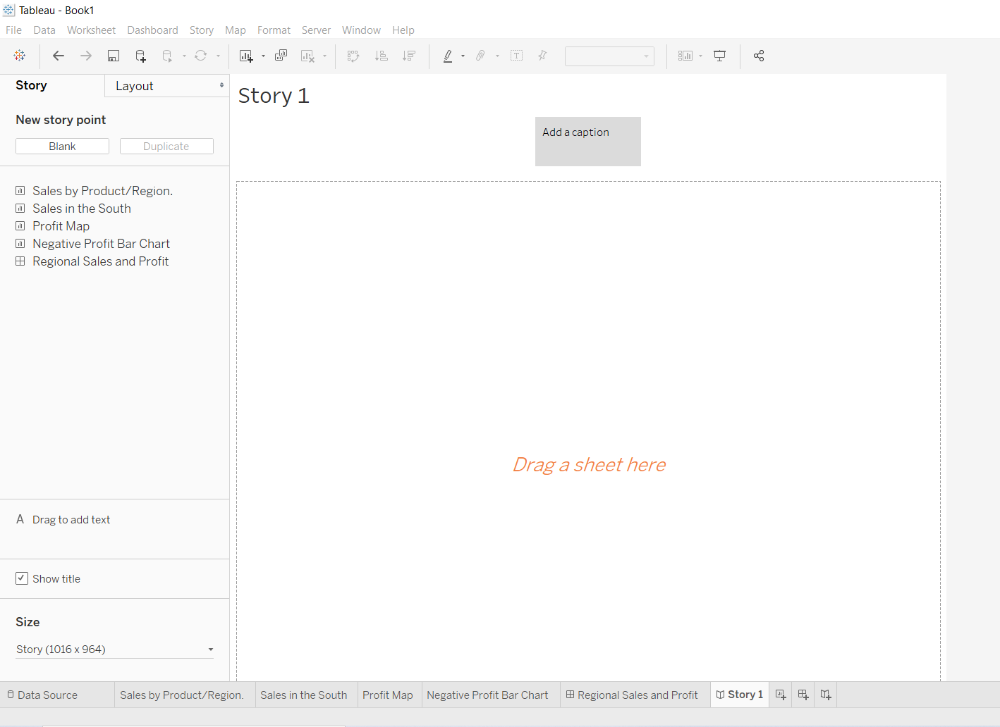 Tableau - Book1
File Data Worksheet Dashboard Story Map Format Server Window Help
Story
Layout
New story point
Blank
Duplicate
Sales by Product/Region.
Sales in the South
Profit Map
Negative Profit Bar Chart
Regional Sales and Profit
A Drag to add text
Show title
Size
Story (1016 x 964)
Story 1
Add a caption
Drag a sheet here
Data Source Sales by Product/Region. Sales in the South Profit Map Negative Profit Bar Chart Regional Sales and Profit Story 1